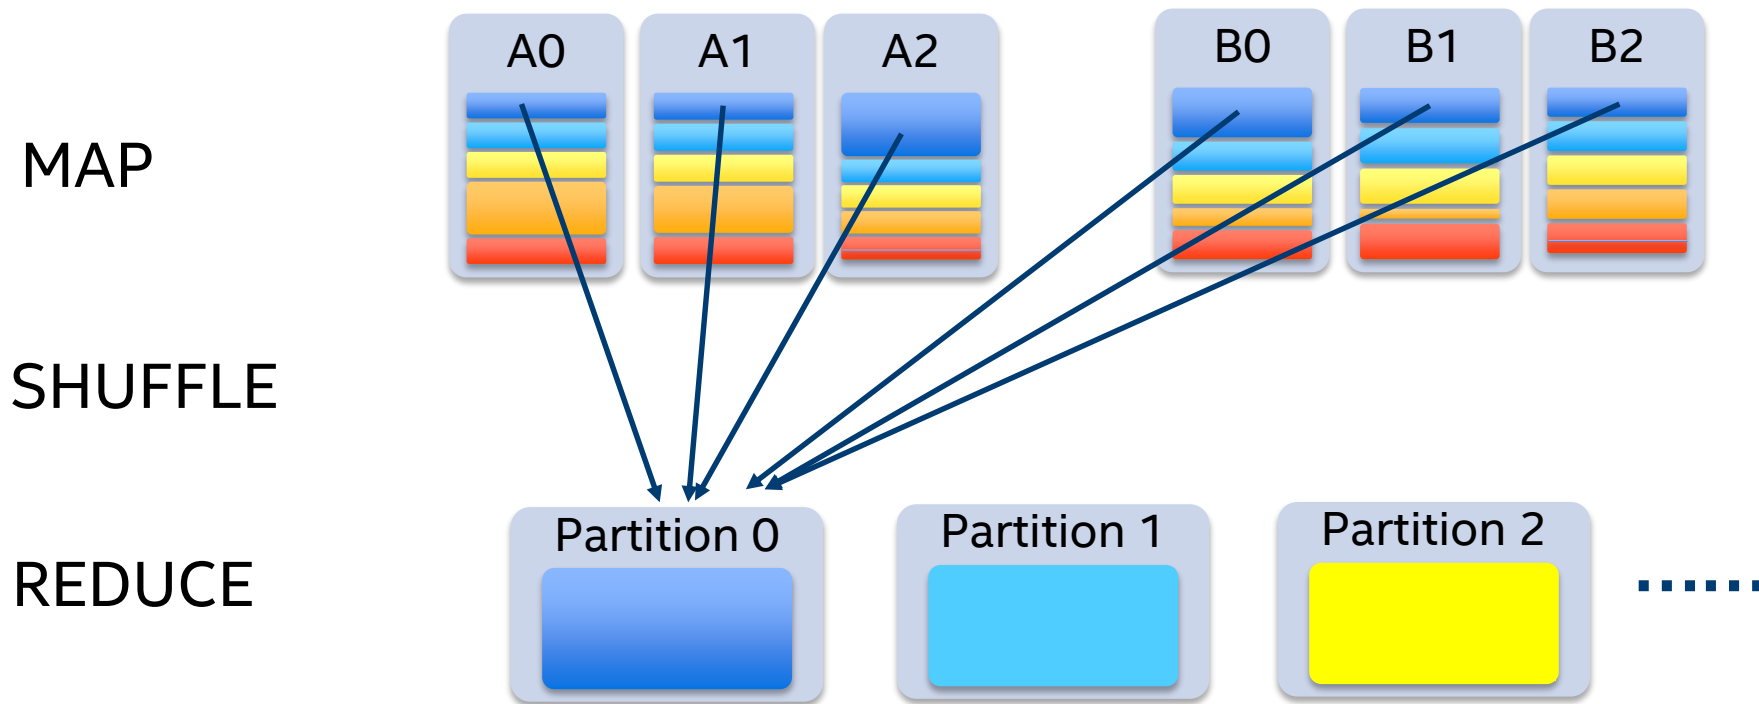 A0 A1 A2 B0 B1 B2
MAP
SHUFFLE
Partition 0 Partition 1 Partition 2
REDUCE